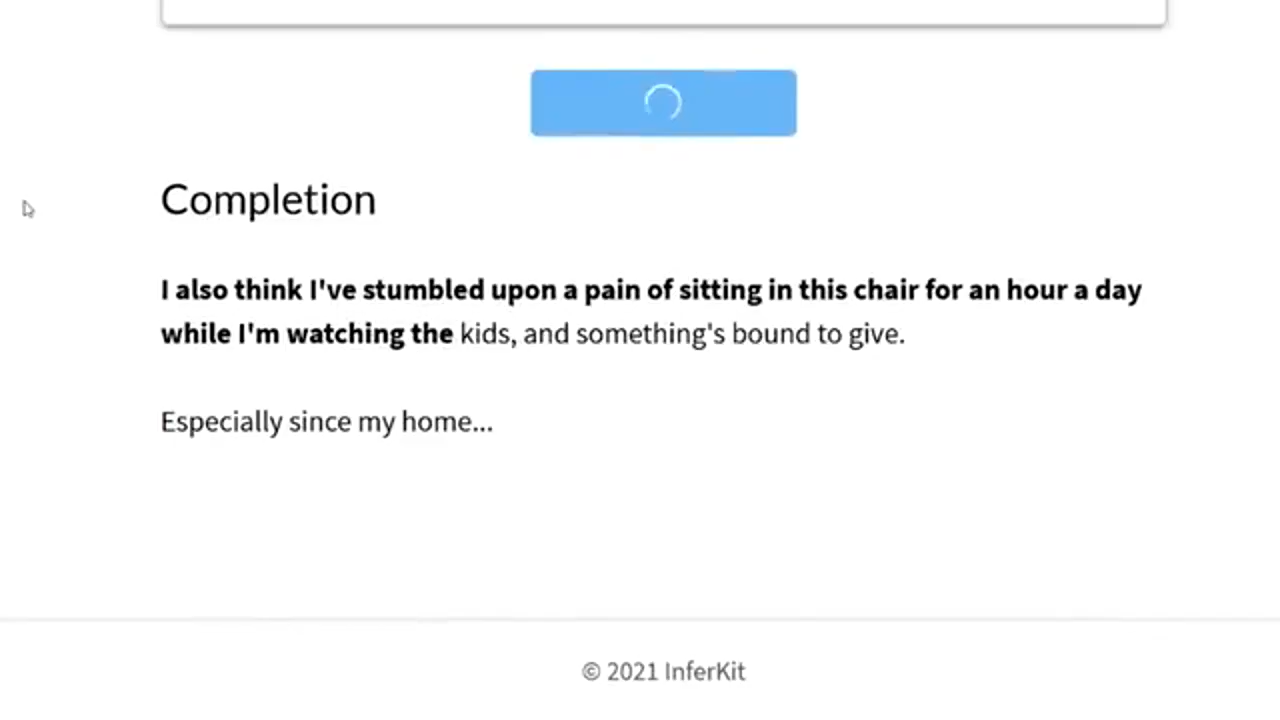 Completion
I also think I've stumbled upon a pain of sitting in this chair for an hour a day
while I'm watching the kids, and something's bound to give.
Especially since my home...
© 2021 InferKit